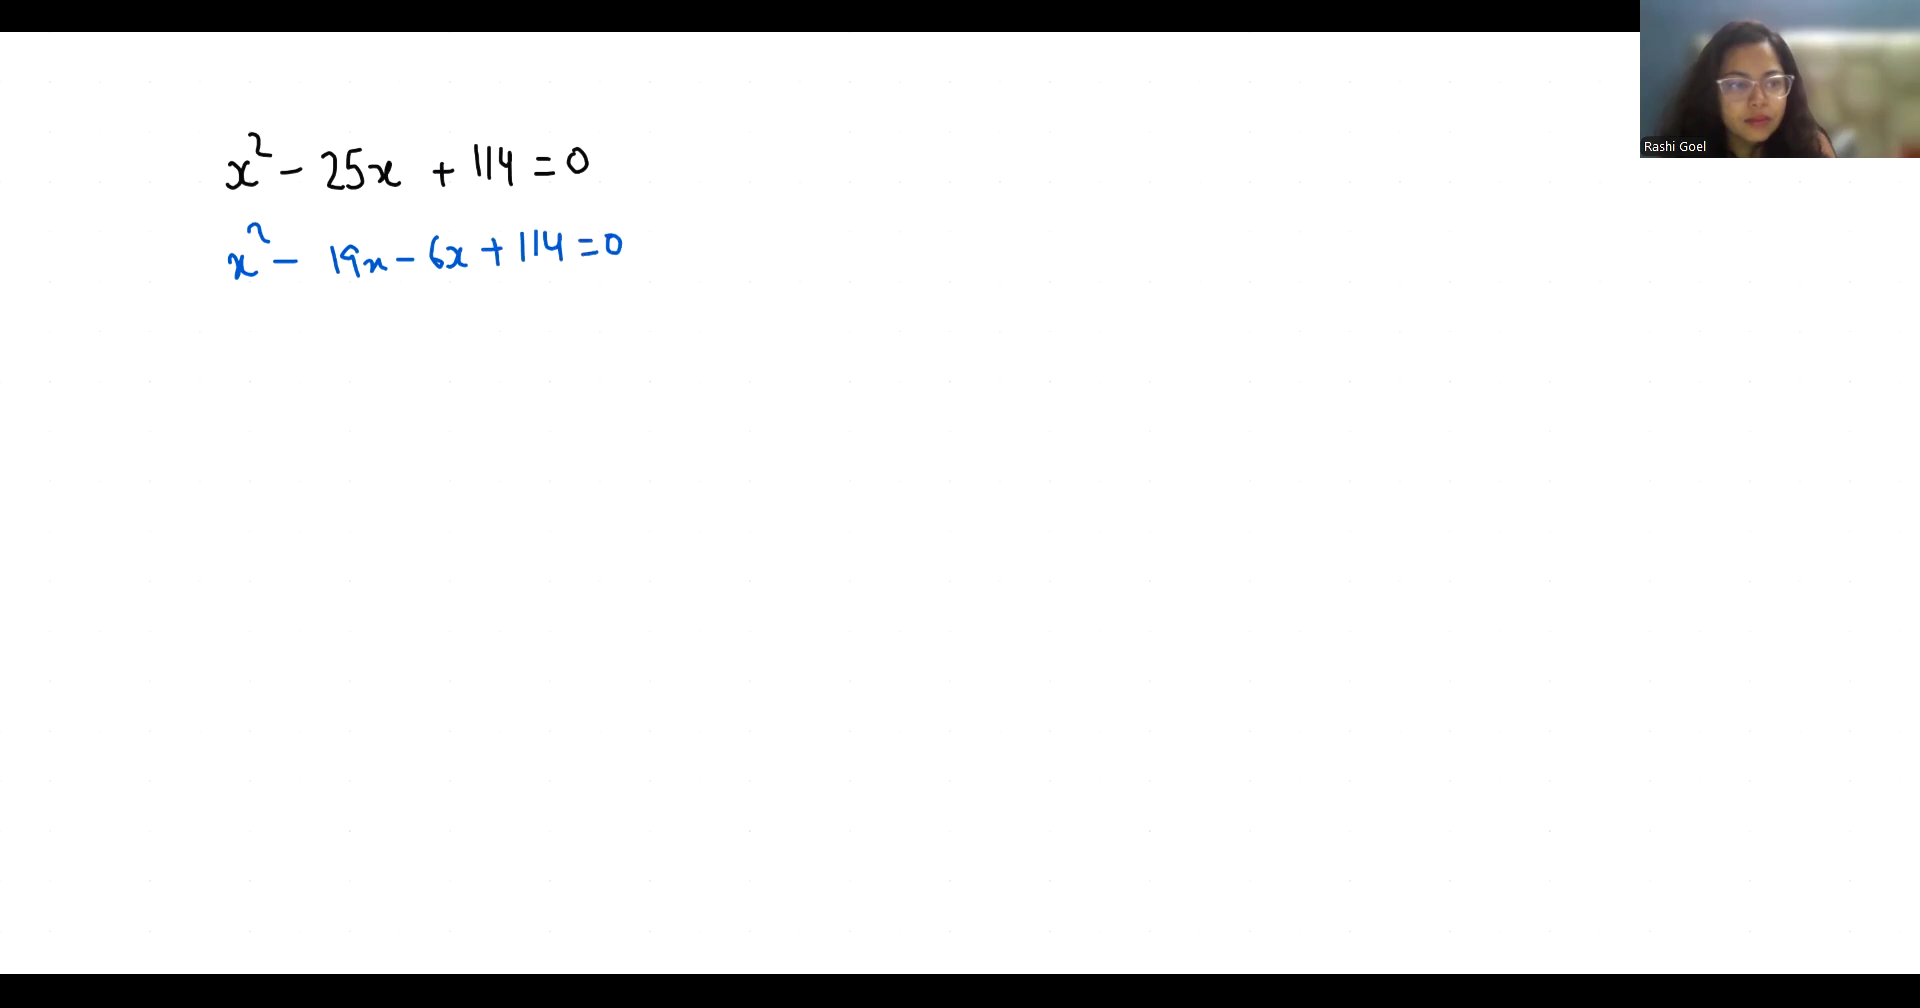 x² - 25x + 114 = 0
x² - 19x - 6x + 114 = 0
Rashi Goel